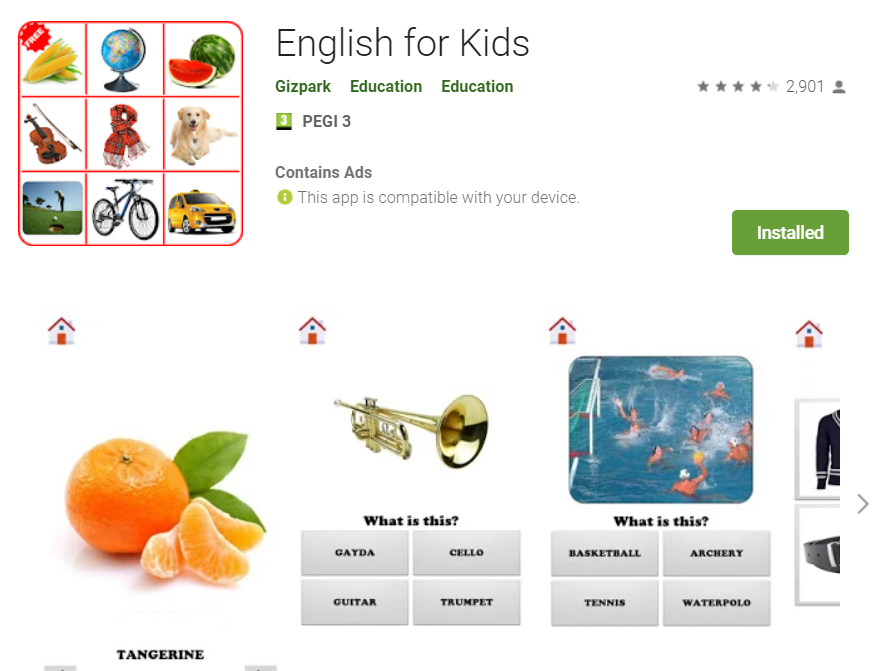 FREE
English for Kids
Gizpark Education Education
2,901
3 PEGI 3
Contains Ads
This app is compatible with your device.
Installed
What is this?
What is this?
GAYDA CELLO
BASKETBALL ARCHERY
GUITAR TRUMPET
TENNIS WATERPOLO
TANGERINE